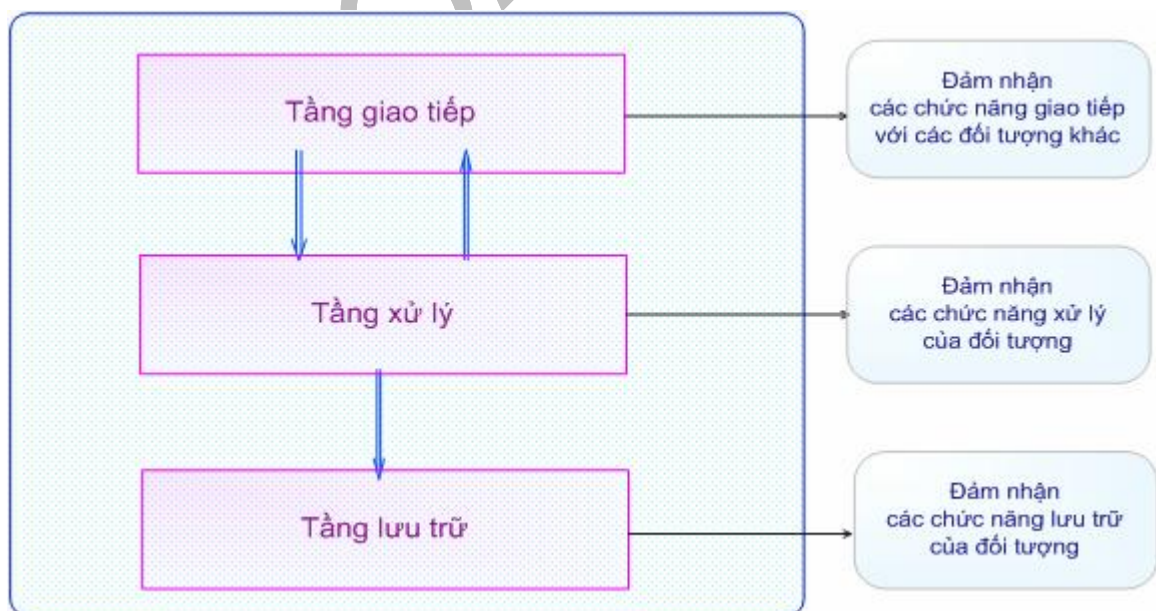 Tầng giao tiếp
Đảm nhận
các chức năng giao tiếp
với các đối tượng khác
Tầng xử lý
Đảm nhận
các chức năng xử lý
của đối tượng
Tầng lưu trữ
Đảm nhận
các chức năng lưu trữ
của đối tượng